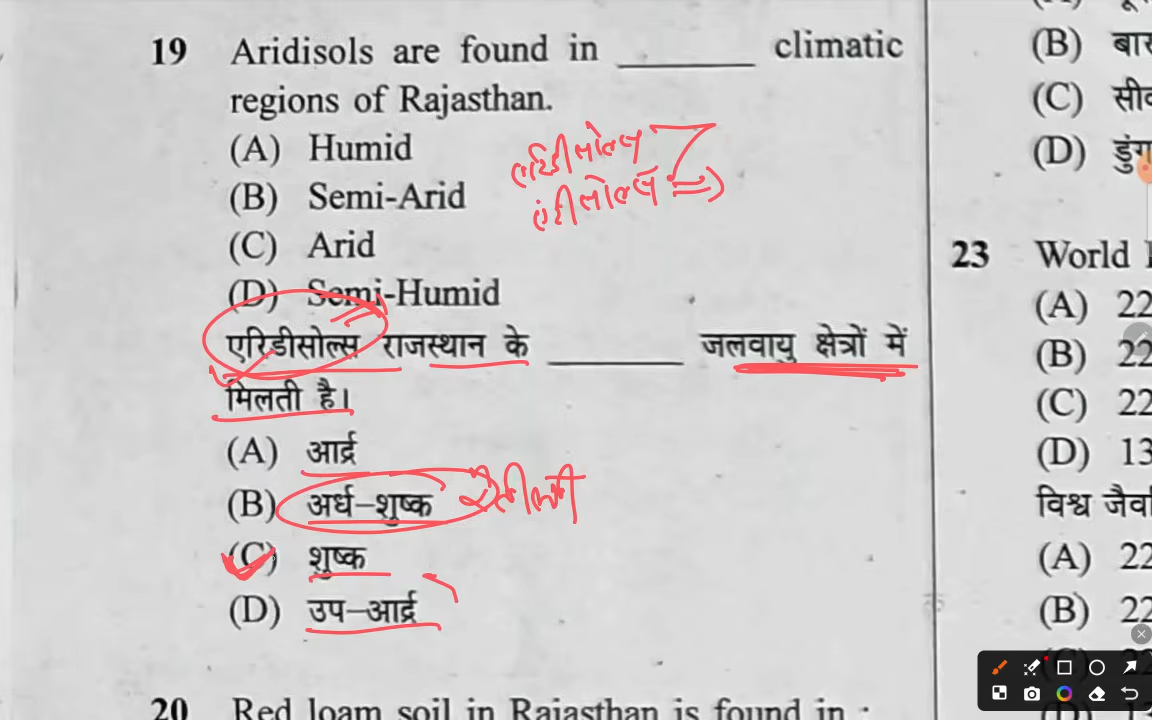 19 Aridisols are found in ______ climatic
regions of Rajasthan.
(A) Humid
(B) Semi-Arid
(C) Arid
(D) Semi-Humid
एरिडीसोल्स राजस्थान के ______ जलवायु क्षेत्रों में
मिलती है।
(A) आर्द्र
(B) अर्ध–शुष्क
(C) शुष्क
(D) उप–आर्द्र
20 Red loam soil in Rajasthan is found in :
(B)
(C)
(D)
23 World
(A) 22
(B) 22
(C) 22
(D) 13
विश्व
(A) 22
(B) 22